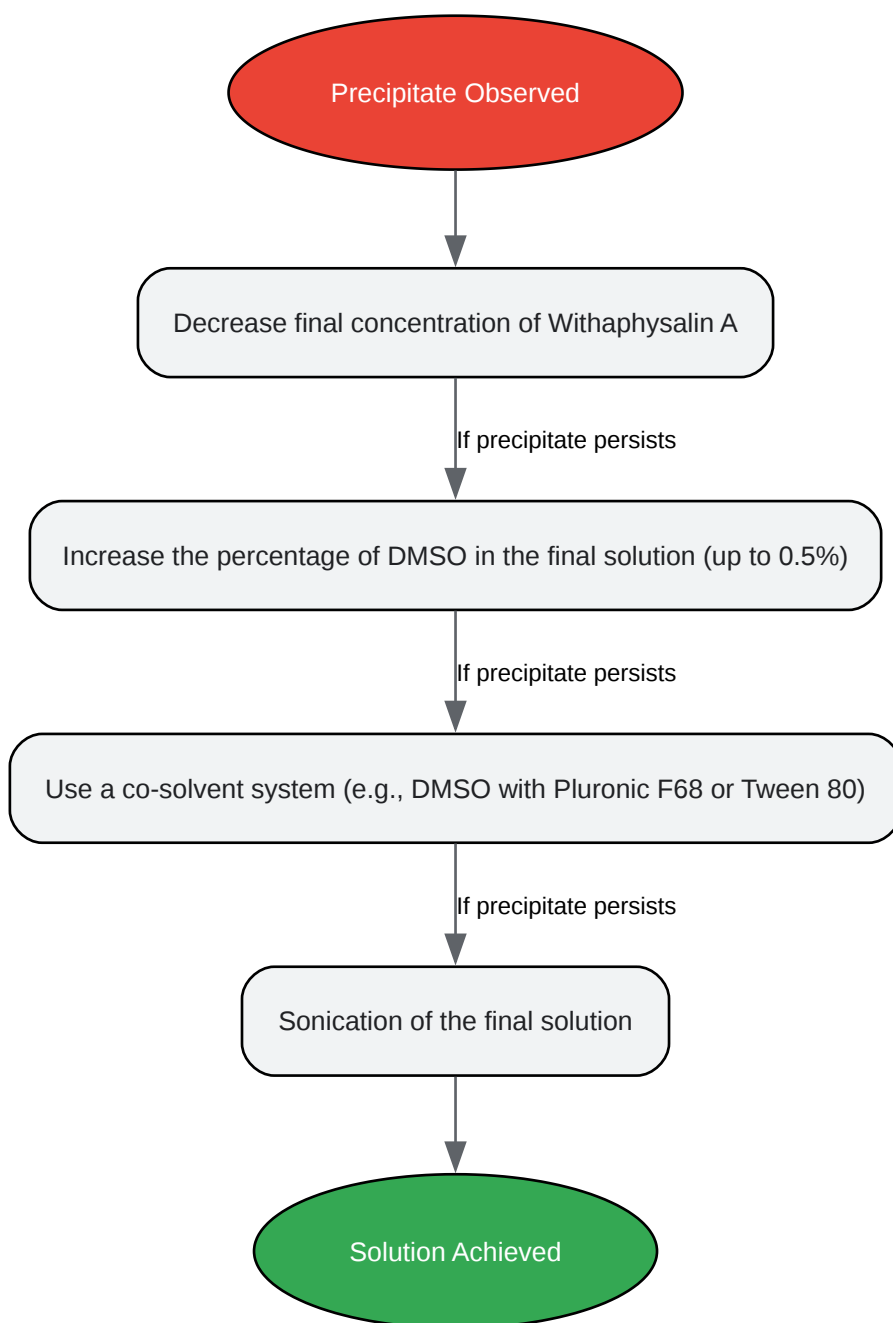 Precipitate Observed
Decrease final concentration of Withaphysalin A
If precipitate persists
Increase the percentage of DMSO in the final solution (up to 0.5%)
If precipitate persists
Use a co-solvent system (e.g., DMSO with Pluronic F68 or Tween 80)
If precipitate persists
Sonication of the final solution
Solution Achieved